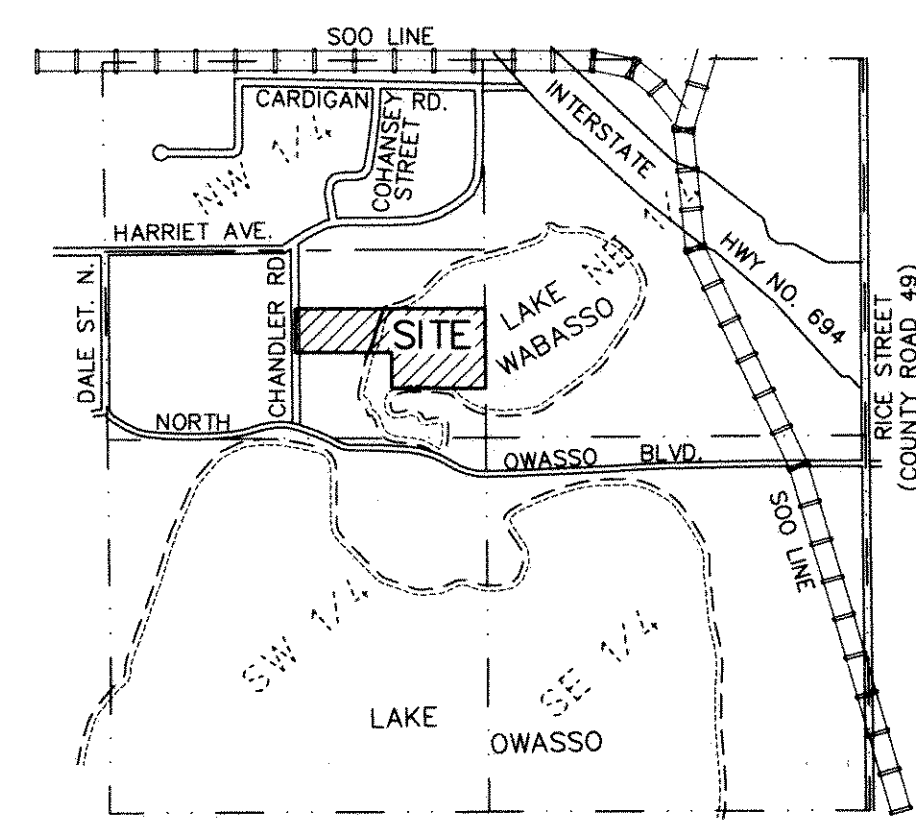 SOO LINE
CARDIGAN RD.
COHANSEY
STREET
INTERSTATE
HWY NO. 694
NW 1/4
HARRIET AVE.
DALE ST. N.
CHANDLER RD
SITE
LAKE
WABASSO
NE 1/4
RICE STREET
(COUNTY ROAD 49)
NORTH
OWASSO BLVD.
SOO LINE
SW 1/4
SE 1/4
LAKE
OWASSO